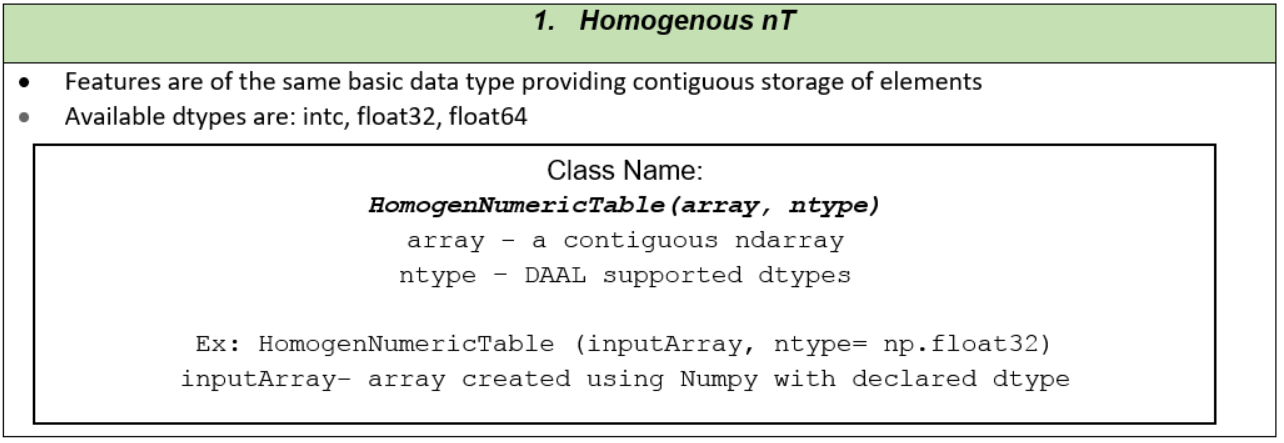 1. Homogenous nT
• Features are of the same basic data type providing contiguous storage of elements
• Available dtypes are: intc, float32, float64
Class Name:
HomogenNumericTable(array, ntype)
array – a contiguous ndarray
ntype – DAAL supported dtypes
Ex: HomogenNumericTable (inputArray, ntype= np.float32)
inputArray– array created using Numpy with declared dtype